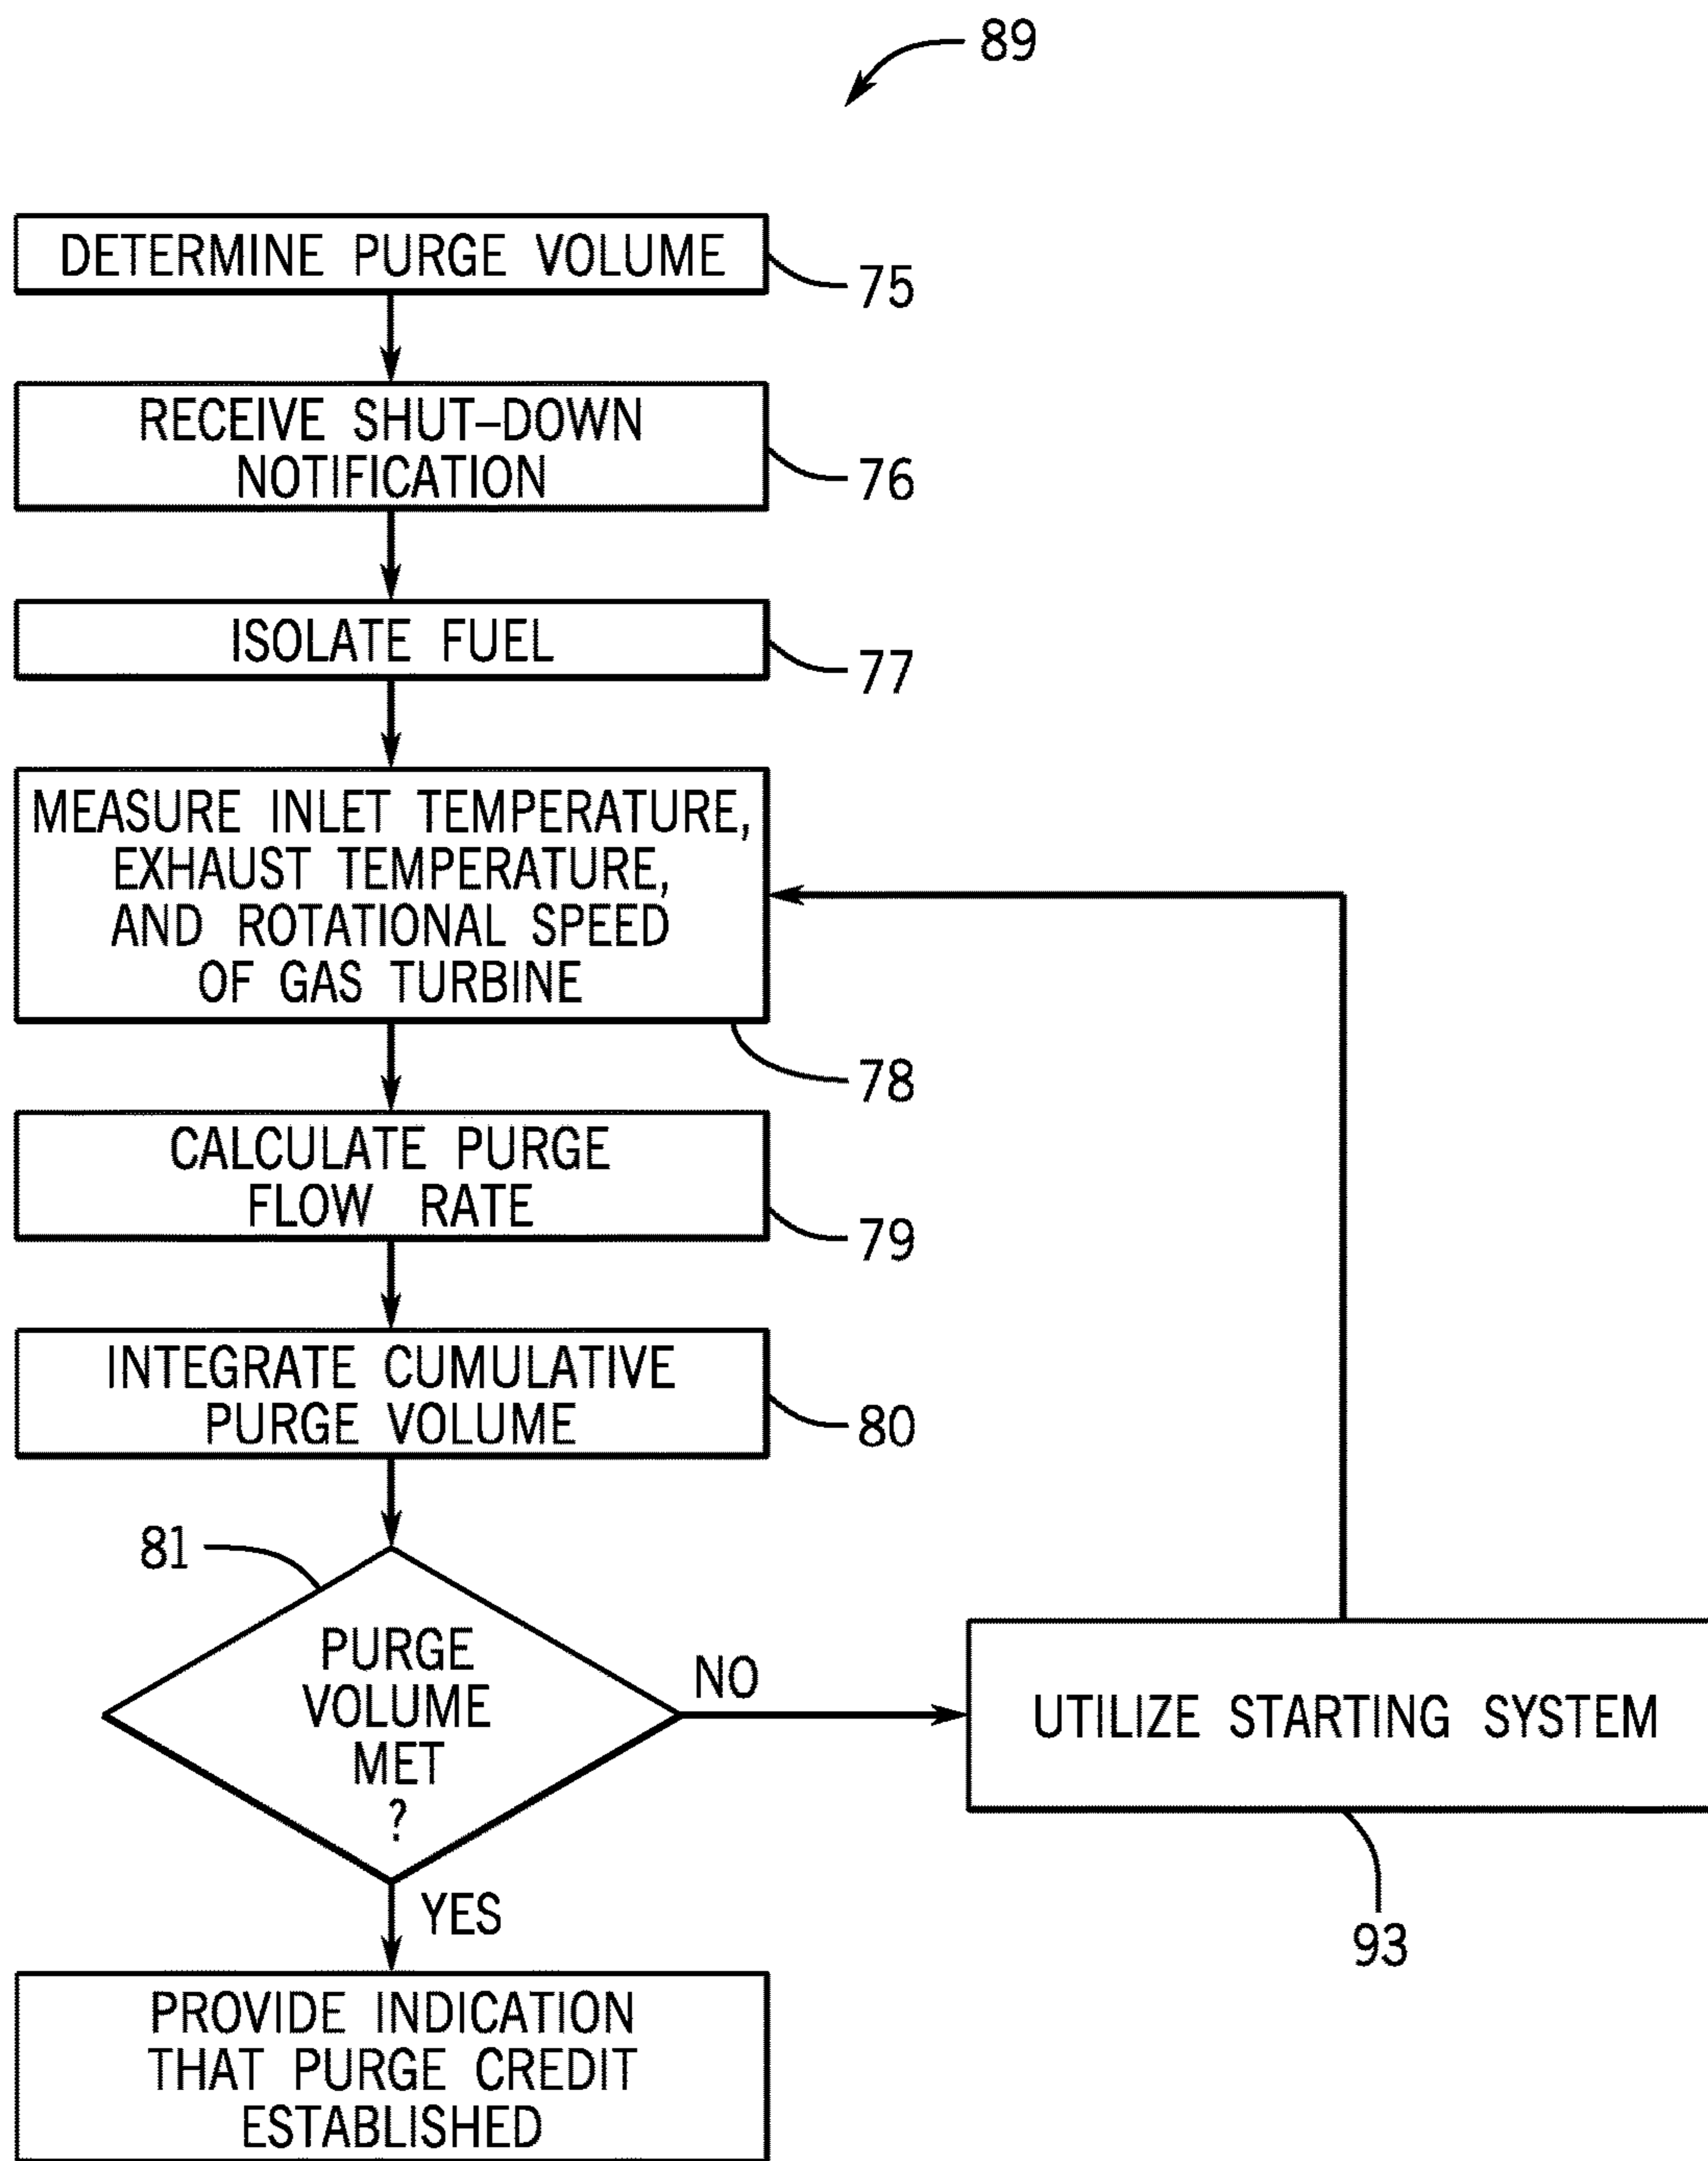 89
DETERMINE PURGE VOLUME
75
RECEIVE SHUT–DOWN
NOTIFICATION
76
ISOLATE FUEL
77
MEASURE INLET TEMPERATURE,
EXHAUST TEMPERATURE,
AND ROTATIONAL SPEED
OF GAS TURBINE
78
CALCULATE PURGE
FLOW RATE
79
INTEGRATE CUMULATIVE
PURGE VOLUME
80
81
PURGE
VOLUME
MET
?
NO
UTILIZE STARTING SYSTEM
93
YES
PROVIDE INDICATION
THAT PURGE CREDIT
ESTABLISHED